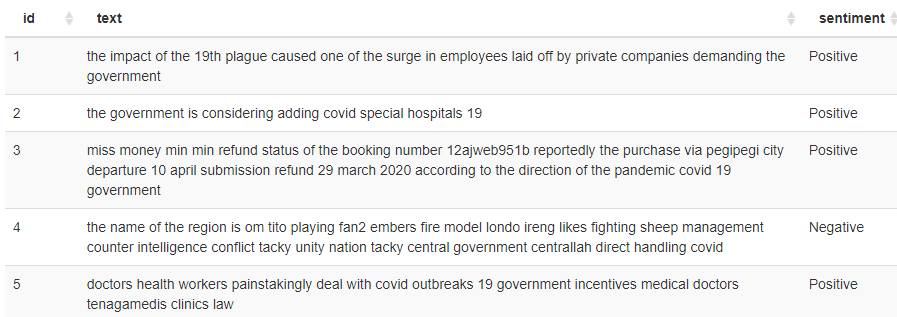 id text sentiment
1 the impact of the 19th plague caused one of the surge in employees laid off by private companies demanding the Positive
government
2 the government is considering adding covid special hospitals 19 Positive
3 miss money min min refund status of the booking number 12ajweb951b reportedly the purchase via pegipegi city Positive
departure 10 april submission refund 29 march 2020 according to the direction of the pandemic covid 19
government
4 the name of the region is om tito playing fan2 embers fire model londo ireng likes fighting sheep management Negative
counter intelligence conflict tacky unity nation tacky central government centrallah direct handling covid
5 doctors health workers painstakingly deal with covid outbreaks 19 government incentives medical doctors Positive
tenagamedis clinics law